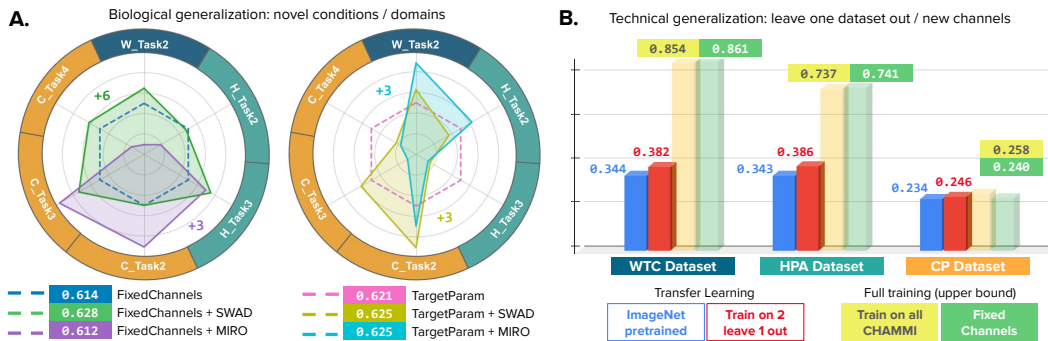 A.
Biological generalization: novel conditions / domains
W_Task2
H_Task2
H_Task3
C_Task2
C_Task3
C_Task4
+6
+3
W_Task2
H_Task2
H_Task3
C_Task2
C_Task3
C_Task4
+3
+3
0.614 FixedChannels
0.628 FixedChannels + SWAD
0.612 FixedChannels + MIRO
0.621 TargetParam
0.625 TargetParam + SWAD
0.625 TargetParam + MIRO
B.
Technical generalization: leave one Dataset out / new channels
0.854 0.861
0.737 0.741
0.258
0.240
0.344 0.382
0.343 0.386
0.234 0.246
WTC Dataset HPA Dataset CP Dataset
Transfer Learning
ImageNet
pretrained
Train on 2
leave 1 out
Full training (upper bound)
Train on all
CHAMMI
Fixed
Channels